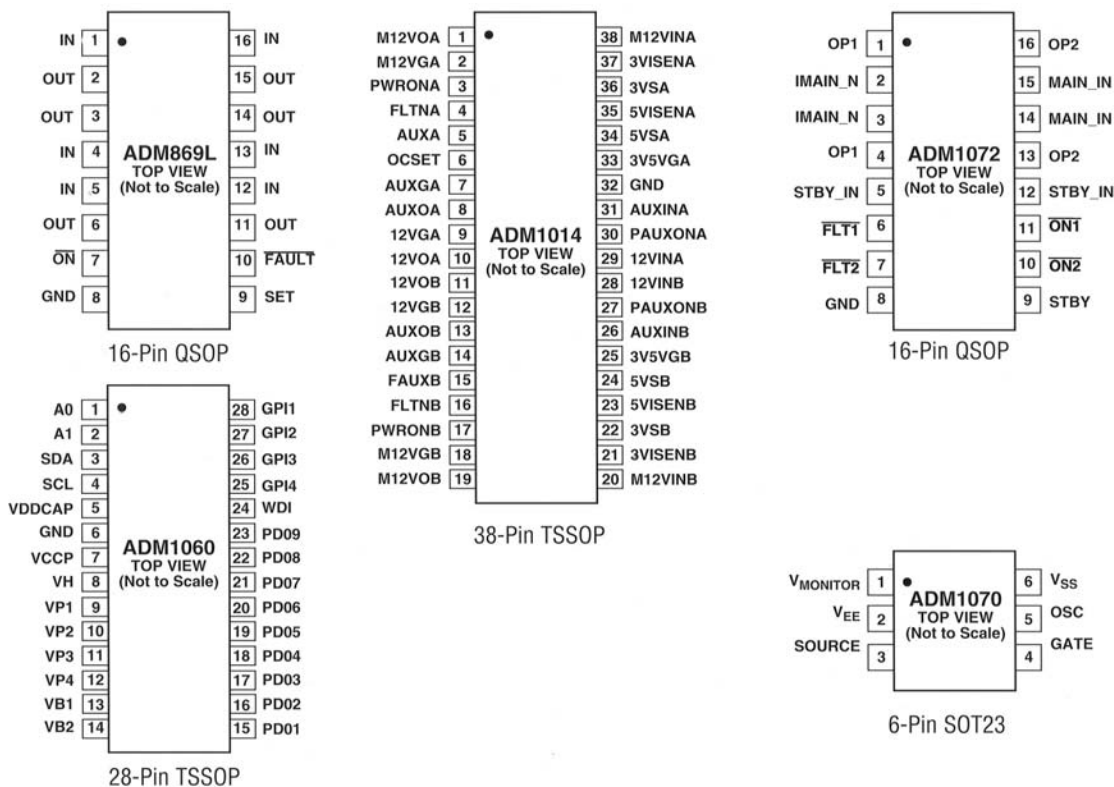 IN 1 16 IN
OUT 2 15 OUT
OUT 3 14 OUT
IN 4 13 IN
IN 5 12 IN
OUT 6 11 OUT
ON 7 10 FAULT
GND 8 9 SET
ADM869L
TOP VIEW
(Not to Scale)
16-Pin QSOP
M12VOA 1 38 M12VINA
M12VGA 2 37 3VISENA
PWRONA 3 36 3VSA
FLTNA 4 35 5VISENA
AUXA 5 34 5VSA
OCSET 6 33 3V5VGA
AUXGA 7 32 GND
AUXOA 8 31 AUXINA
12VGA 9 30 PAUXONA
12VOA 10 29 12VINA
12VOB 11 28 12VINB
12VGB 12 27 PAUXONB
AUXOB 13 26 AUXINB
AUXGB 14 25 3V5VGB
FAUXB 15 24 5VSB
FLTNB 16 23 5VISENB
PWRONB 17 22 3VSB
M12VGB 18 21 3VISENB
M12VOB 19 20 M12VINB
ADM1014
TOP VIEW
(Not to Scale)
38-Pin TSSOP
OP1 1 16 OP2
IMAIN_N 2 15 MAIN_IN
IMAIN_N 3 14 MAIN_IN
OP1 4 13 OP2
STBY_IN 5 12 STBY_IN
FLT1 6 11 ON1
FLT2 7 10 ON2
GND 8 9 STBY
ADM1072
TOP VIEW
(Not to Scale)
16-Pin QSOP
A0 1 28 GPI1
A1 2 27 GPI2
SDA 3 26 GPI3
SCL 4 25 GPI4
VDDCAP 5 24 WDI
GND 6 23 PD09
VCCP 7 22 PD08
VH 8 21 PD07
VP1 9 20 PD06
VP2 10 19 PD05
VP3 11 18 PD04
VP4 12 17 PD03
VB1 13 16 PD02
VB2 14 15 PD01
ADM1060
TOP VIEW
(Not to Scale)
28-Pin TSSOP
VMONITOR 1 6 VSS
VEE 2 5 OSC
SOURCE 3 4 GATE
ADM1070
TOP VIEW
(Not to Scale)
6-Pin SOT23